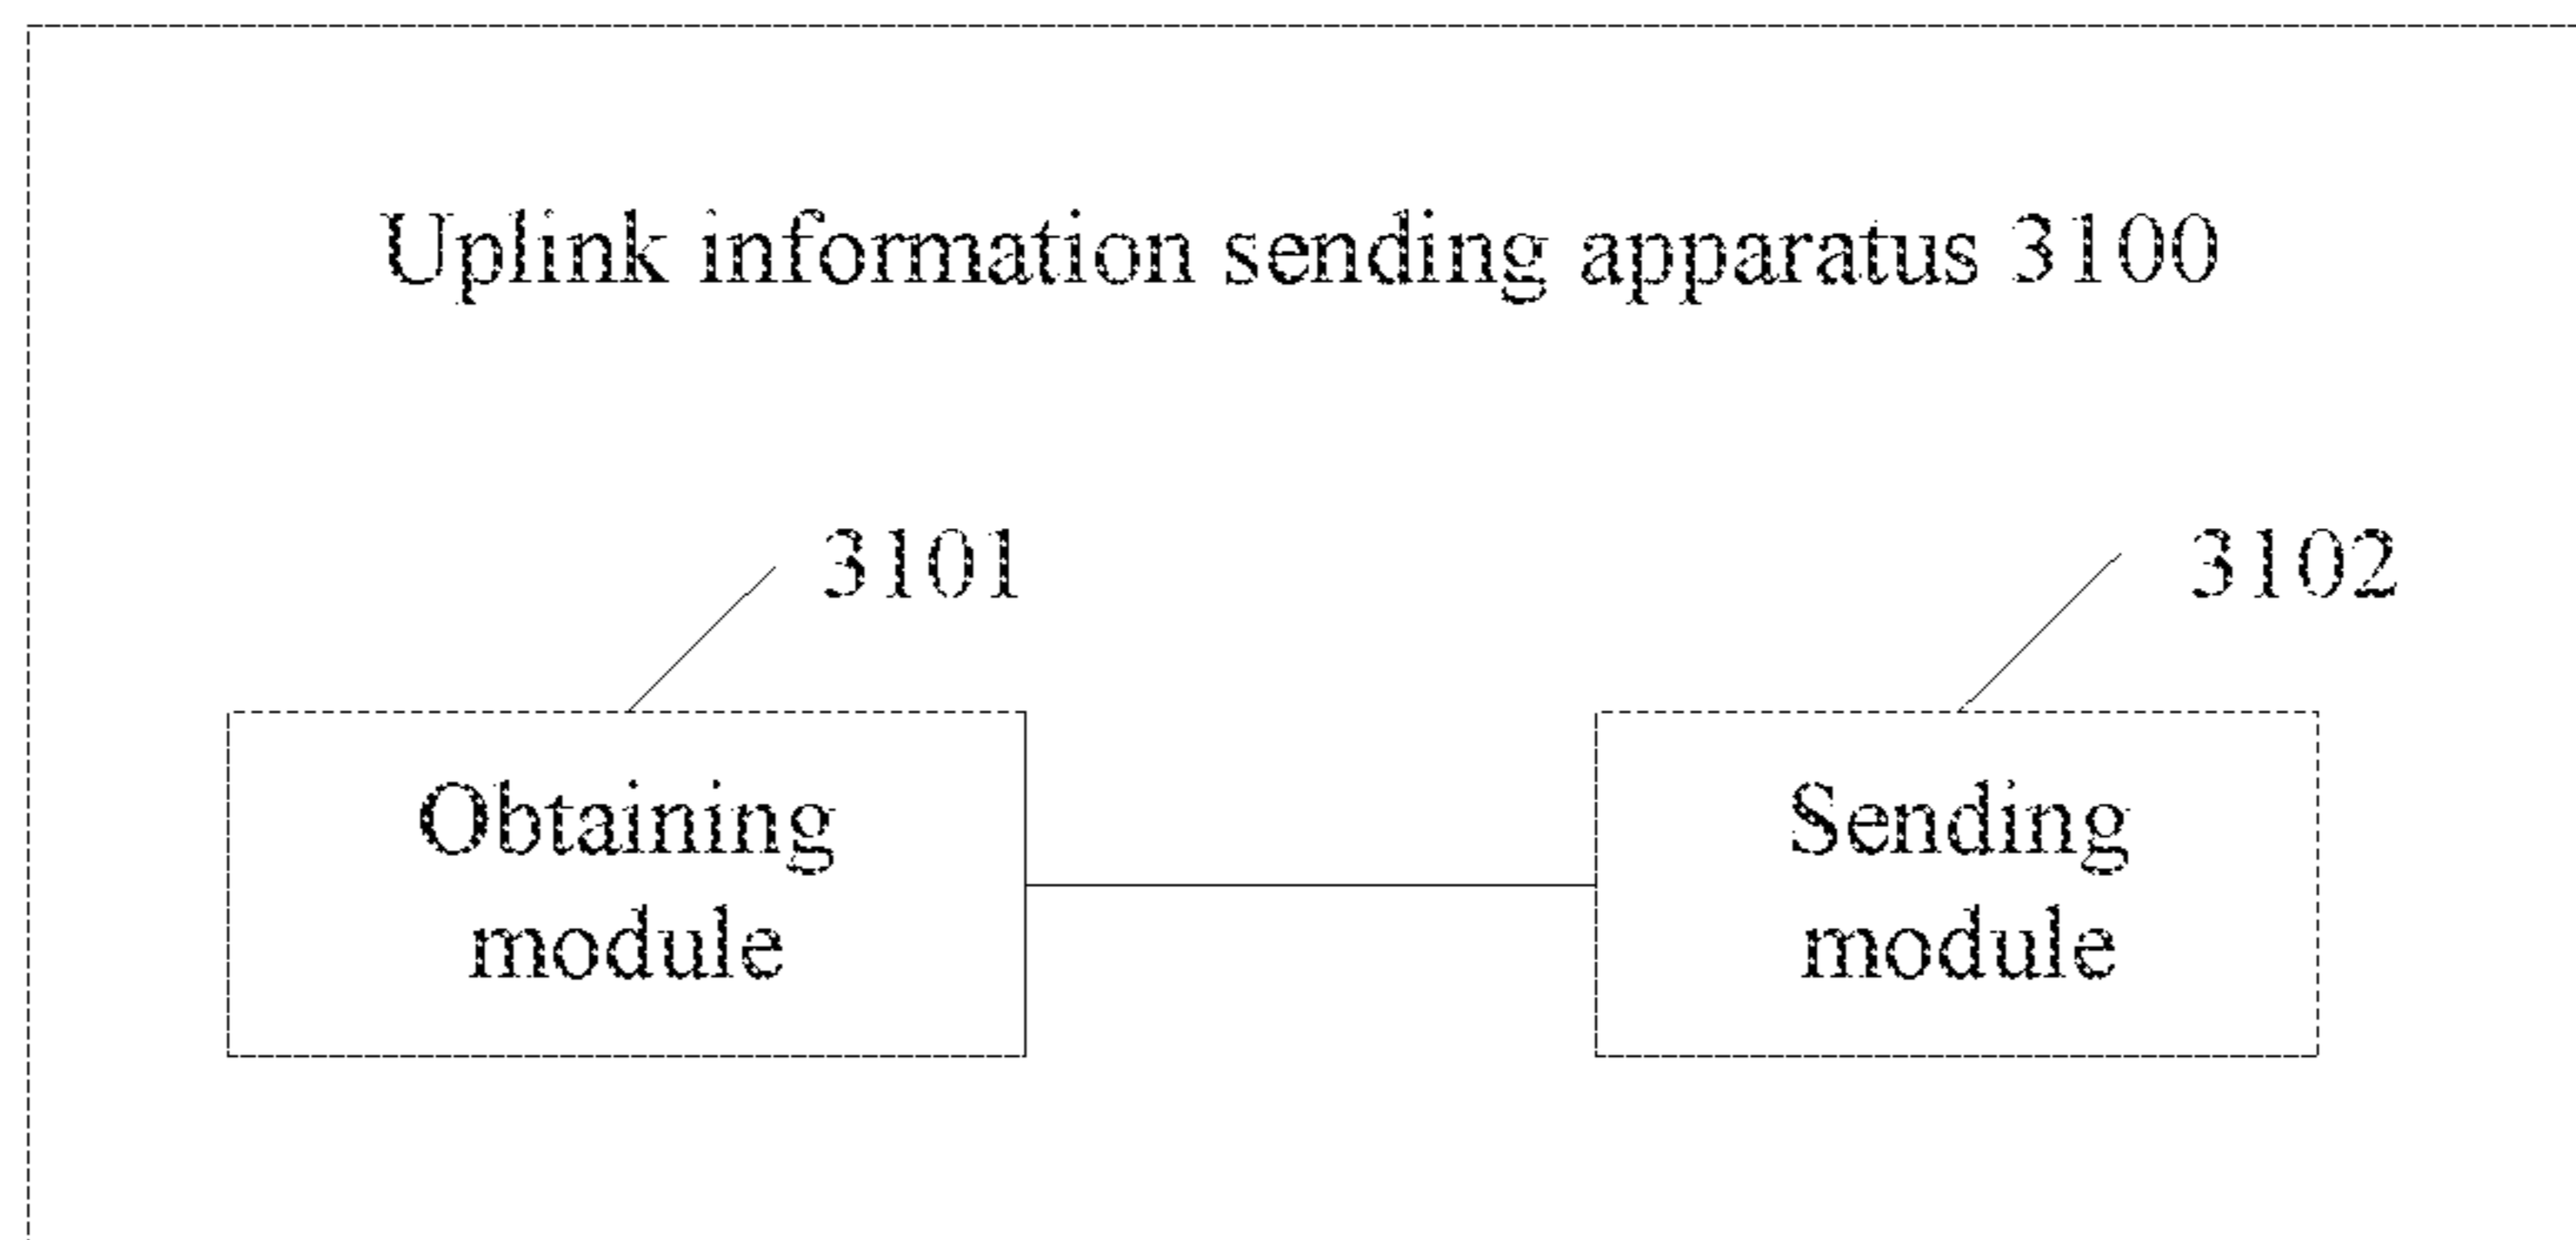 Uplink information sending apparatus 3100
3101
3102
Obtaining
module
Sending
module